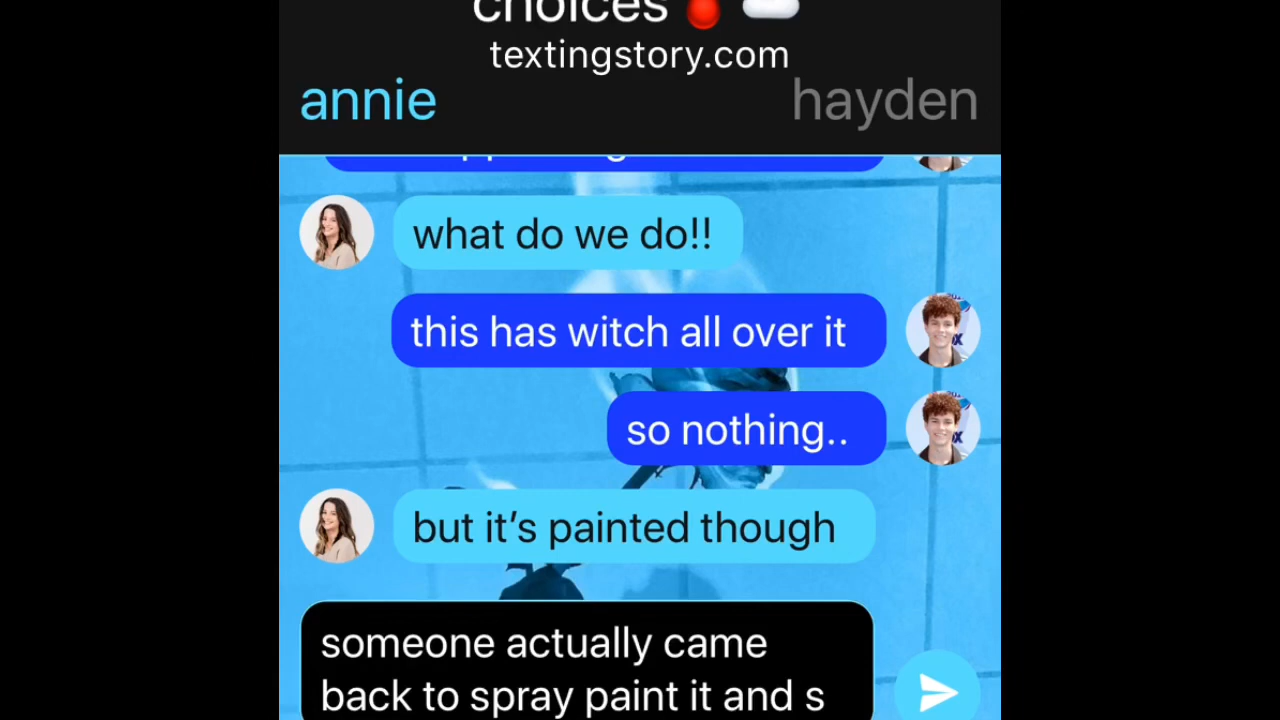 choices
textingstory.com
annie
hayden
what do we do!!
this has witch all over it
so nothing..
but it’s painted though
someone actually came
back to spray paint it and s